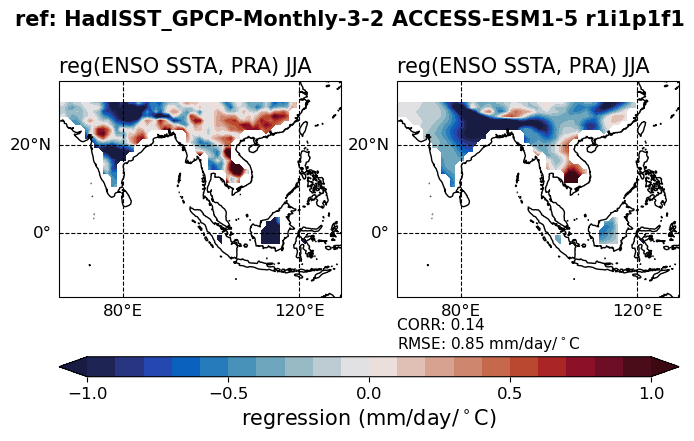 ref: HadISST_GPCP-Monthly-3-2 ACCESS-ESM1-5 r1i1p1f1
reg(ENSO SSTA, PRA) JJA
reg(ENSO SSTA, PRA) JJA
20°N
20°N
0°
0°
80°E
120°E
80°E
120°E
CORR: 0.14
RMSE: 0.85 mm/day/$^\circ$C
−1.0
−0.5
0.0
0.5
1.0
regression (mm/day/$^\circ$C)